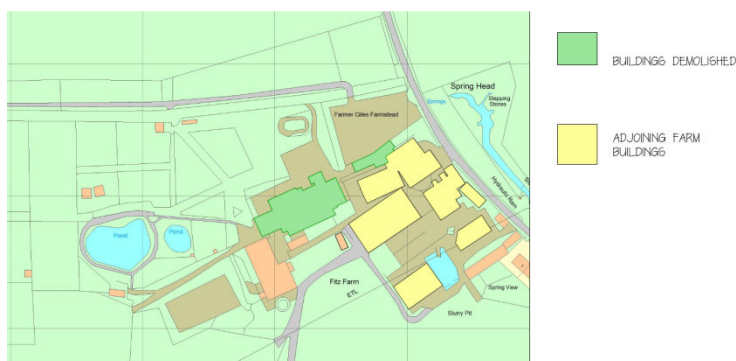 BUILDINGS DEMOLISHED
ADJOINING FARM
BUILDINGS
Spring Head
Springs
Stepping
Stones
Farmer Giles Farmstead
Hydraulic Ram
Pond
Pond
Fitz Farm
ETL
Slurry Pit
Spring View